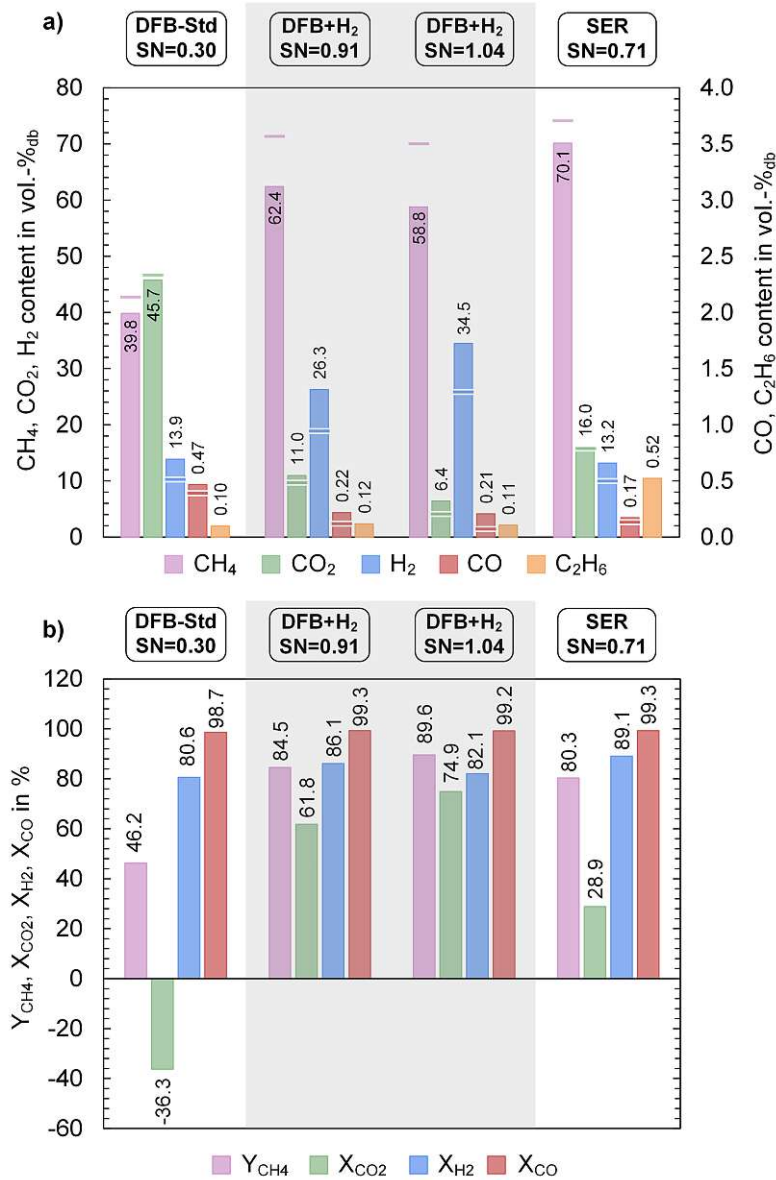 a)
DFB-Std
SN=0.30
DFB+H₂
SN=0.91
DFB+H₂
SN=1.04
SER
SN=0.71
CH₄, CO₂, H₂ content in vol.-%db
80
70
60
50
40
30
20
10
0
39.8
45.7
13.9
0.47
0.10
62.4
11.0
26.3
0.22
0.12
58.8
6.4
34.5
0.21
0.11
70.1
16.0
13.2
0.17
0.52
4.0
3.5
3.0
2.5
2.0
1.5
1.0
0.5
0.0
CO, C₂H₆ content in vol.-%db
CH₄ CO₂ H₂ CO C₂H₆
b)
DFB-Std
SN=0.30
DFB+H₂
SN=0.91
DFB+H₂
SN=1.04
SER
SN=0.71
Y_CH4, X_CO2, X_H2, X_CO in %
120
100
80
60
40
20
0
-20
-40
-60
46.2
-36.3
80.6
98.7
84.5
61.8
86.1
99.3
89.6
74.9
82.1
99.2
80.3
28.9
89.1
99.3
Y_CH4 X_CO2 X_H2 X_CO